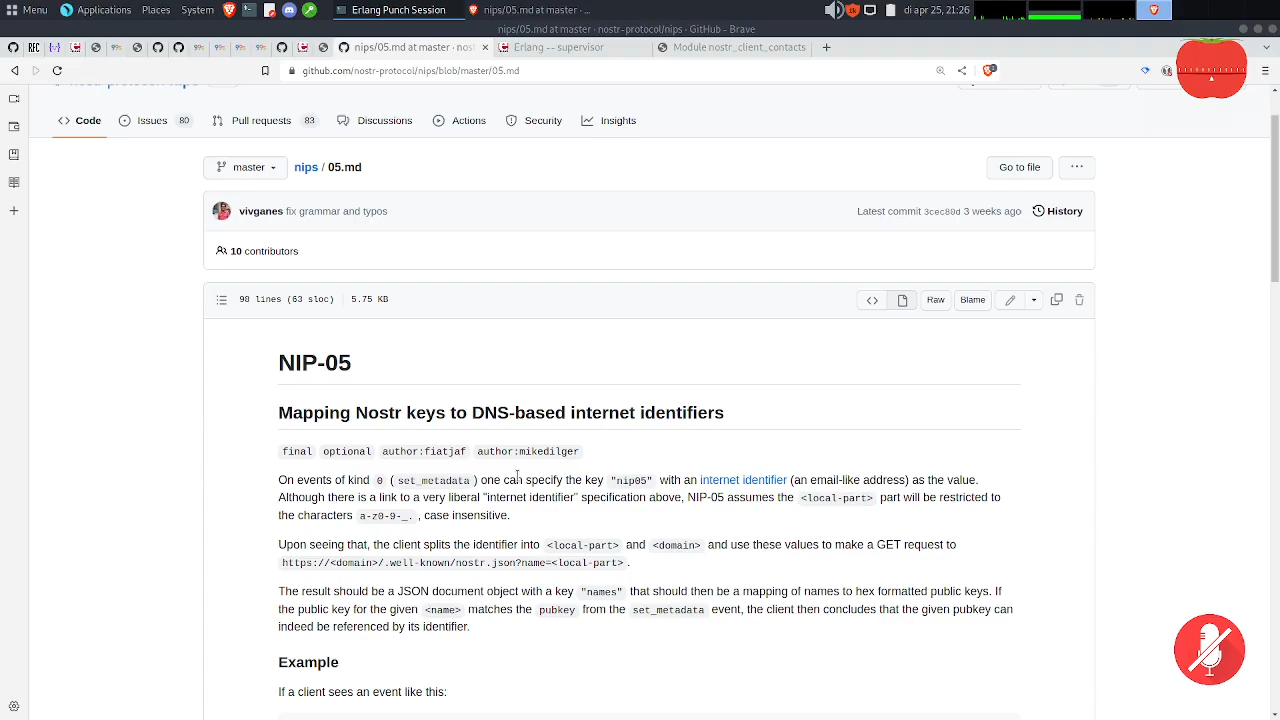 Menu Applications Places System Erlang Punch Session nips/05.md at master · ... di apr 25, 21:26
nips/05.md at master · nostr-protocol/nips · GitHub - Brave
nips/05.md at master · nos Erlang -- supervisor Module nostr_client_contacts
github.com/nostr-protocol/nips/blob/master/05.md
Code Issues 80 Pull requests 83 Discussions Actions Security Insights
master nips / 05.md Go to file ...
vivganes fix grammar and typos Latest commit 3cec80d 3 weeks ago History
10 contributors
90 lines (63 sloc) 5.75 KB Raw Blame
NIP-05
Mapping Nostr keys to DNS-based internet identifiers
final optional author:fiatjaf author:mikedilger
On events of kind 0 ( set_metadata ) one can specify the key "nip05" with an internet identifier (an email-like address) as the value.
Although there is a link to a very liberal "internet identifier" specification above, NIP-05 assumes the <local-part> part will be restricted to
the characters a-z0-9-_. , case insensitive.
Upon seeing that, the client splits the identifier into <local-part> and <domain> and use these values to make a GET request to
https://<domain>/.well-known/nostr.json?name=<local-part> .
The result should be a JSON document object with a key "names" that should then be a mapping of names to hex formatted public keys. If
the public key for the given <name> matches the pubkey from the set_metadata event, the client then concludes that the given pubkey can
indeed be referenced by its identifier.
Example
If a client sees an event like this: